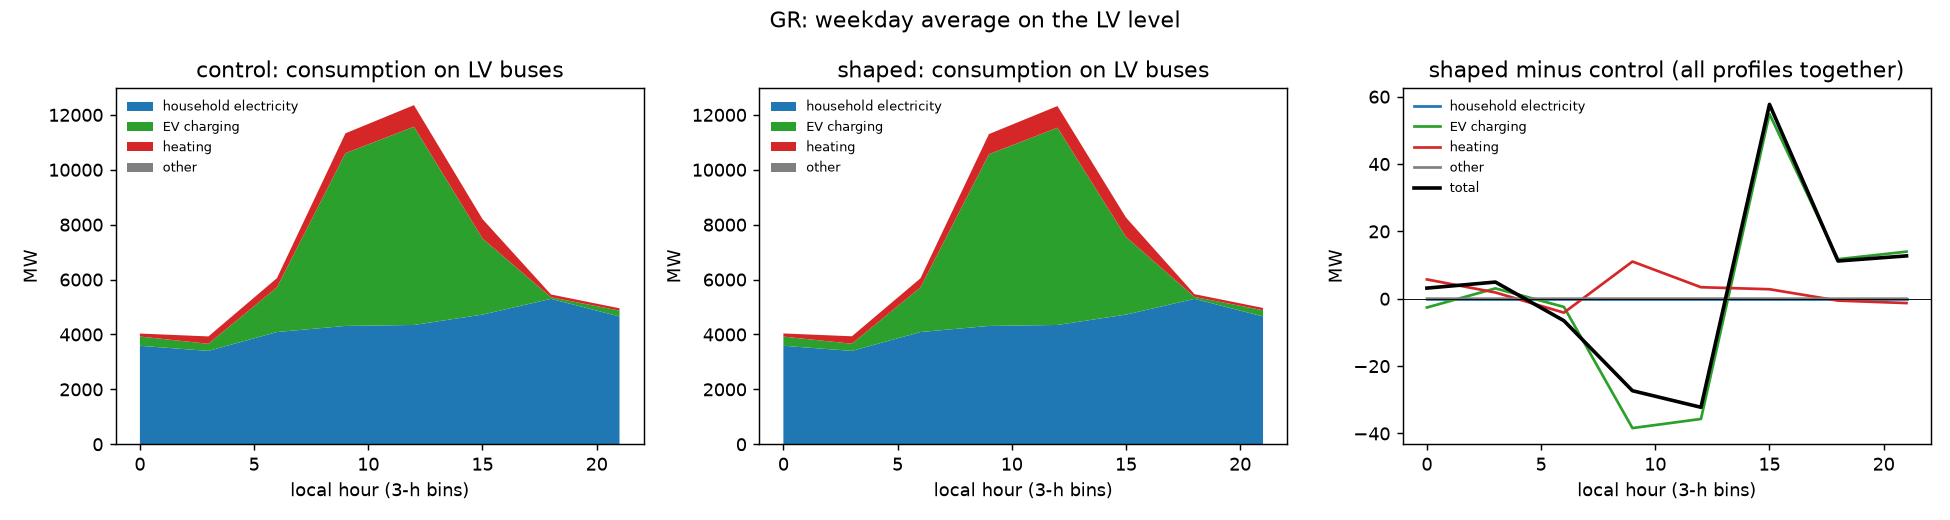 GR: weekday average on the LV level
control: consumption on LV buses
MW
12000
10000
8000
6000
4000
2000
0
household electricity
EV charging
heating
other
0 5 10 15 20
local hour (3-h bins)
shaped: consumption on LV buses
MW
12000
10000
8000
6000
4000
2000
0
household electricity
EV charging
heating
other
0 5 10 15 20
local hour (3-h bins)
shaped minus control (all profiles together)
MW
60
40
20
0
−20
−40
household electricity
EV charging
heating
other
total
0 5 10 15 20
local hour (3-h bins)